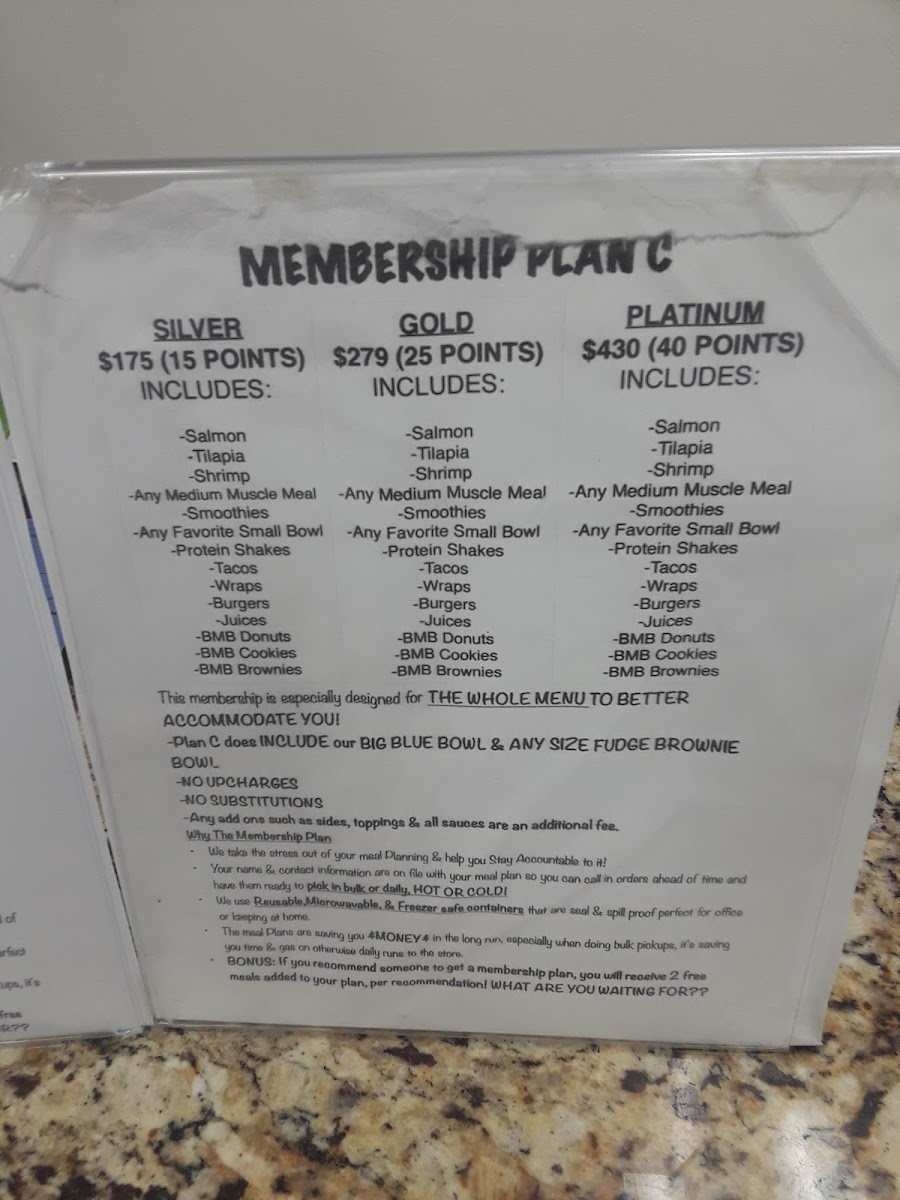 MEMBERSHIP PLAN C
SILVER
$175 (15 POINTS)
INCLUDES:
-Salmon
-Tilapia
-Shrimp
-Any Medium Muscle Meal
-Smoothies
-Any Favorite Small Bowl
-Protein Shakes
-Tacos
-Wraps
-Burgers
-Juices
-BMB Donuts
-BMB Cookies
-BMB Brownies
GOLD
$279 (25 POINTS)
INCLUDES:
-Salmon
-Tilapia
-Shrimp
-Any Medium Muscle Meal
-Smoothies
-Any Favorite Small Bowl
-Protein Shakes
-Tacos
-Wraps
-Burgers
-Juices
-BMB Donuts
-BMB Cookies
-BMB Brownies
PLATINUM
$430 (40 POINTS)
INCLUDES:
-Salmon
-Tilapia
-Shrimp
-Any Medium Muscle Meal
-Smoothies
-Any Favorite Small Bowl
-Protein Shakes
-Tacos
-Wraps
-Burgers
-Juices
-BMB Donuts
-BMB Cookies
-BMB Brownies
This membership is especially designed for THE WHOLE MENU TO BETTER
ACCOMMODATE YOU!
-Plan C does INCLUDE our BIG BLUE BOWL & ANY SIZE FUDGE BROWNIE
BOWL
-NO UPCHARGES
-NO SUBSTITUTIONS
-Any add ons such as sides, toppings & all sauces are an additional fee.
Why The Membership Plan
- We take the stress out of your meal Planning & help you Stay Accountable to it!
- Your name & contact information are on file with your meal plan so you can call in orders ahead of time and
have them ready to pick in bulk or daily, HOT OR COLD!
- We use Reusable,Microwavable, & Freezer safe containers that are seal & spill proof perfect for office
or keeping at home.
- The meal Plans are saving you $MONEY$ in the long run, especially when doing bulk pickups, it's saving
you time & gas on otherwise daily runs to the store.
- BONUS: If you recommend someone to get a membership plan, you will receive 2 free
meals added to your plan, per recommendation! WHAT ARE YOU WAITING FOR??
of
free